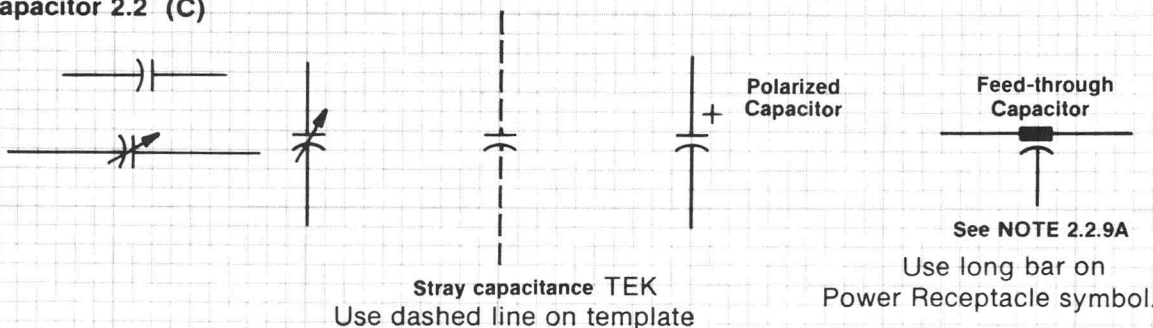 apacitor 2.2 (C)
Polarized
Capacitor
+
Feed-through
Capacitor
See NOTE 2.2.9A
Use long bar on
Power Receptacle symbol.
Stray capacitance TEK
Use dashed line on template